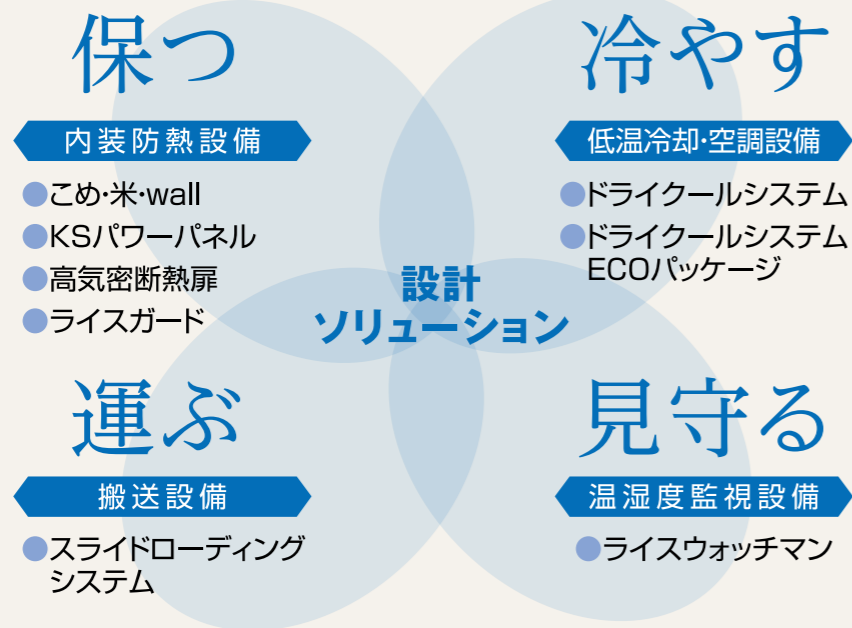 保つ
内装防熱設備
●こめ・米・wall
●KSパワーパネル
●高気密断熱扉
●ライスガード
冷やす
低温冷却・空調設備
●ドライクールシステム
●ドライクールシステム
ECOパッケージ
設計
ソリューション
運ぶ
搬送設備
●スライドローディング
システム
見守る
温湿度監視設備
●ライスウォッチマン